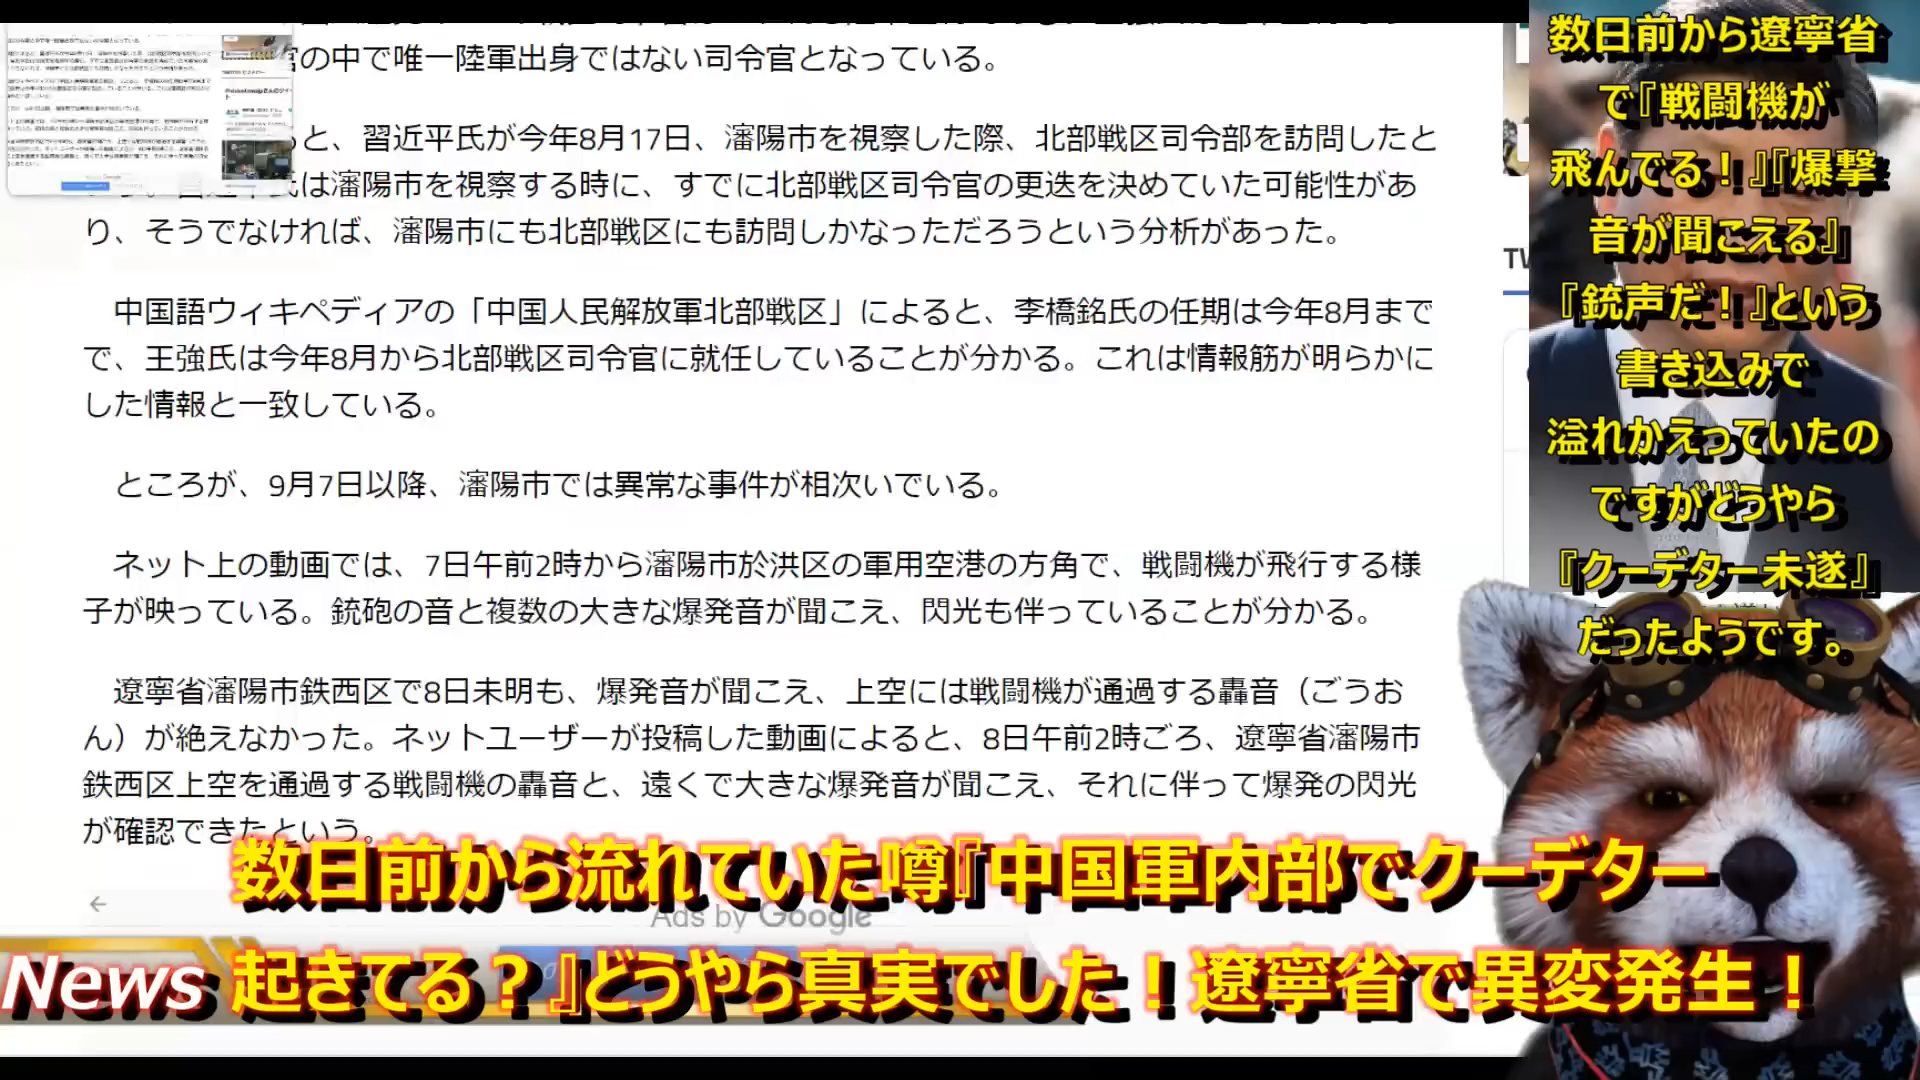 官の中で唯一陸軍出身ではない司令官となっている。
ると、習近平氏が今年8月17日、瀋陽市を視察した際、北部戦区司令部を訪問したと
氏は瀋陽市を視察する時に、すでに北部戦区司令官の更迭を決めていた可能性があ
り、そうでなければ、瀋陽市にも北部戦区にも訪問しかなっただろうという分析があった。
中国語ウィキペディアの「中国人民解放軍北部戦区」によると、李橋銘氏の任期は今年8月まで
で、王強氏は今年8月から北部戦区司令官に就任していることが分かる。これは情報筋が明らかに
した情報と一致している。
ところが、9月7日以降、瀋陽市では異常な事件が相次いでいる。
ネット上の動画では、7日午前2時から瀋陽市於洪区の軍用空港の方角で、戦闘機が飛行する様
子が映っている。銃砲の音と複数の大きな爆発音が聞こえ、閃光も伴っていることが分かる。
遼寧省瀋陽市鉄西区で8日未明も、爆発音が聞こえ、上空には戦闘機が通過する轟音（ごうお
ん）が絶えなかった。ネットユーザーが投稿した動画によると、8日午前2時ごろ、遼寧省瀋陽市
鉄西区上空を通過する戦闘機の轟音と、遠くで大きな爆発音が聞こえ、それに伴って爆発の閃光
が確認できたという。
Ads by Google
数日前から遼寧省
で『戦闘機が
飛んでる！』『爆撃
音が聞こえる』
『銃声だ！』という
書き込みで
溢れかえっていたの
ですがどうやら
『クーデター未遂』
だったようです。
数日前から流れていた噂『中国軍内部でクーデター
News
起きてる？』どうやら真実でした！遼寧省で異変発生！